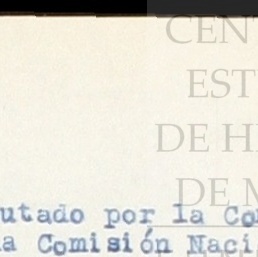 CEN
EST
DE H
DE M
utado por la Co
a Comisión Naci